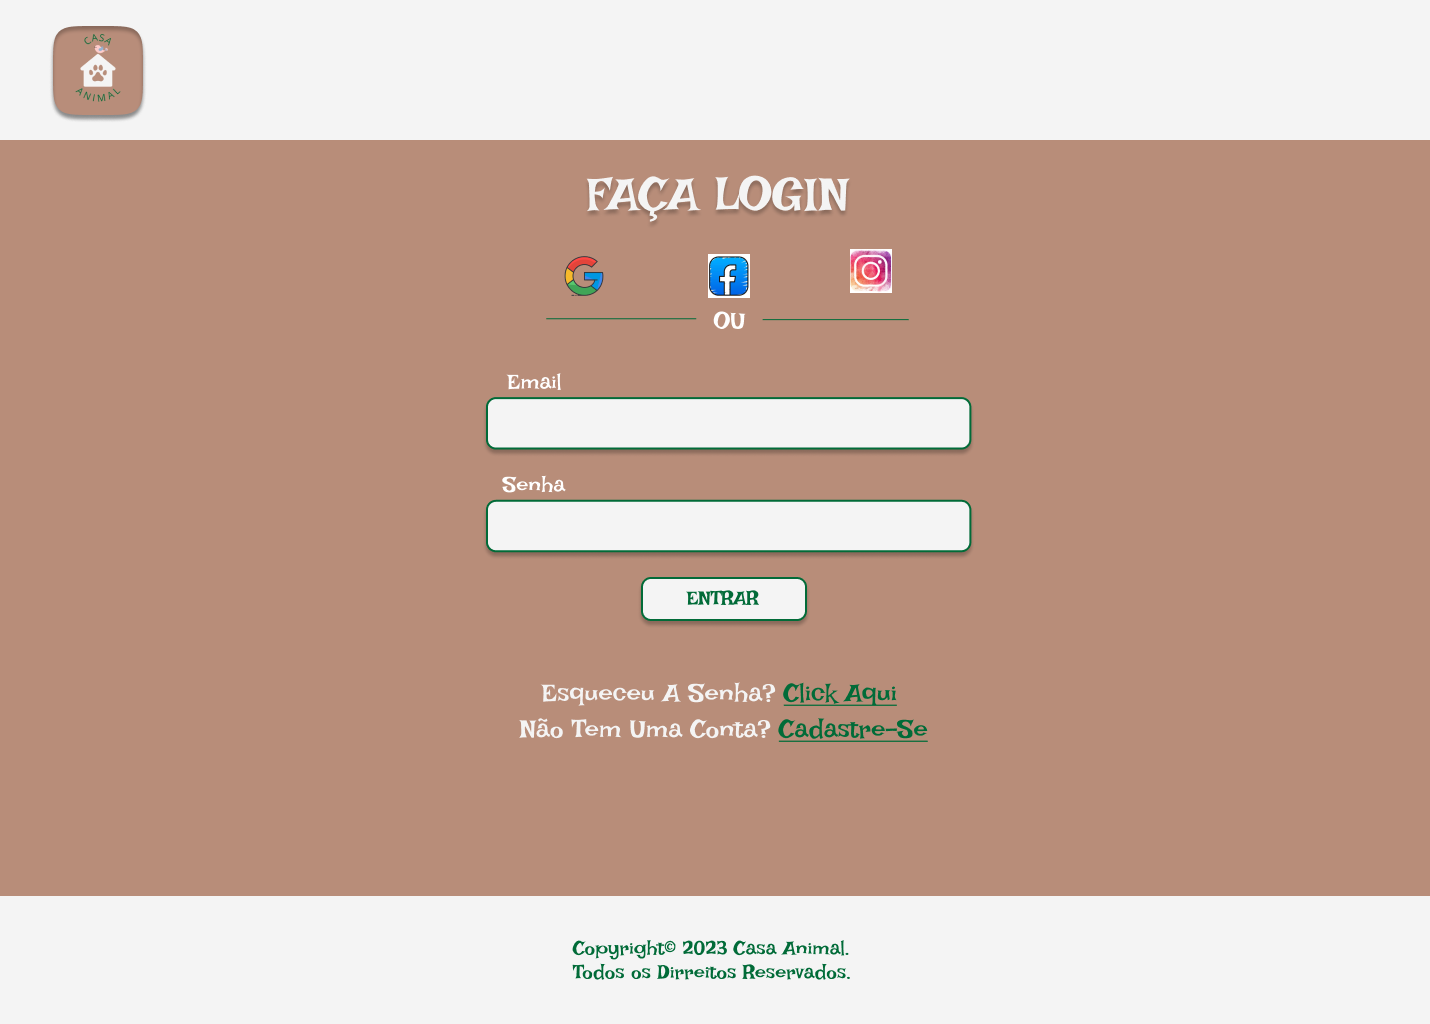 CASA
ANIMAL
FAÇA LOGIN
OU
Email
Senha
ENTRAR
Esqueceu A Senha? Click Aqui
Não Tem Uma Conta? Cadastre-Se
Copyright© 2023 Casa Animal.
Todos os Dirreitos Reservados.